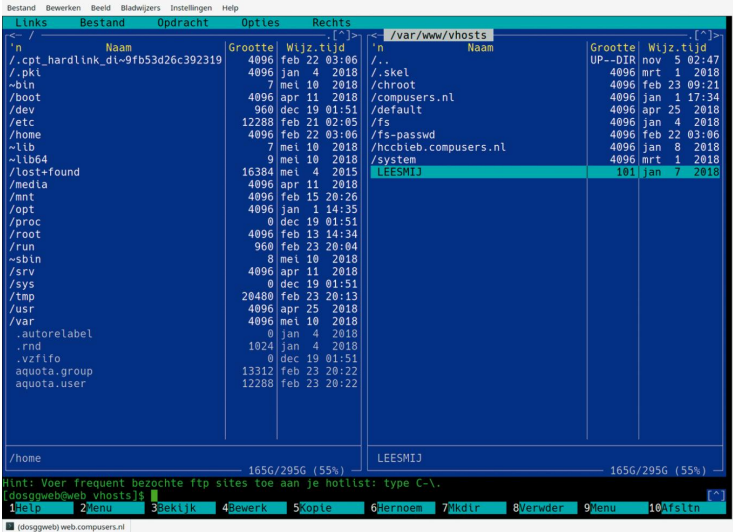 Bestand Bewerken Beeld Bladwijzers Instellingen Help
Links Bestand Opdracht Opties Rechts
<— / .[^]>
'n Naam Grootte Wijz.tijd
/.cpt_hardlink_di~9fb53d26c392319 4096 feb 22 03:06
/.pki 4096 jan 4 2018
~bin 7 mei 10 2018
/boot 4096 apr 11 2018
/dev 960 dec 19 01:51
/etc 12288 feb 21 02:05
/home 4096 feb 22 03:06
~lib 7 mei 10 2018
~lib64 9 mei 10 2018
/lost+found 16384 mei 4 2015
/media 4096 apr 11 2018
/mnt 4096 feb 15 20:26
/opt 4096 jan 1 14:35
/proc 0 dec 19 01:51
/root 4096 feb 13 14:34
/run 960 feb 23 20:04
~sbin 8 mei 10 2018
/srv 4096 apr 11 2018
/sys 0 dec 19 01:51
/tmp 20480 feb 23 20:13
/usr 4096 apr 25 2018
/var 4096 mei 10 2018
.autorelabel 0 jan 4 2018
.rnd 1024 jan 4 2018
.vzfifo 0 dec 19 01:51
aquota.group 13312 feb 23 20:22
aquota.user 12288 feb 23 20:22
/home
165G/295G (55%)
<— /var/www/vhosts .[^]>
'n Naam Grootte Wijz.tijd
/.. UP--DIR nov 5 02:47
/.skel 4096 mrt 1 2018
/chroot 4096 feb 23 09:21
/compusers.nl 4096 jan 1 17:34
/default 4096 apr 25 2018
/fs 4096 jan 4 2018
/fs-passwd 4096 feb 22 03:06
/hccbieb.compusers.nl 4096 jan 8 2018
/system 4096 mrt 1 2018
LEESMIJ 101 jan 7 2018
LEESMIJ
165G/295G (55%)
Hint: Voer frequent bezochte ftp sites toe aan je hotlist: type C-\.
[dosggweb@web vhosts]$ [^]
1Help 2Menu 3Bekijk 4Bewerk 5Kopie 6Hernoem 7Mkdir 8Verwder 9Menu 10Afsltn
(dosggweb) web.compusers.nl